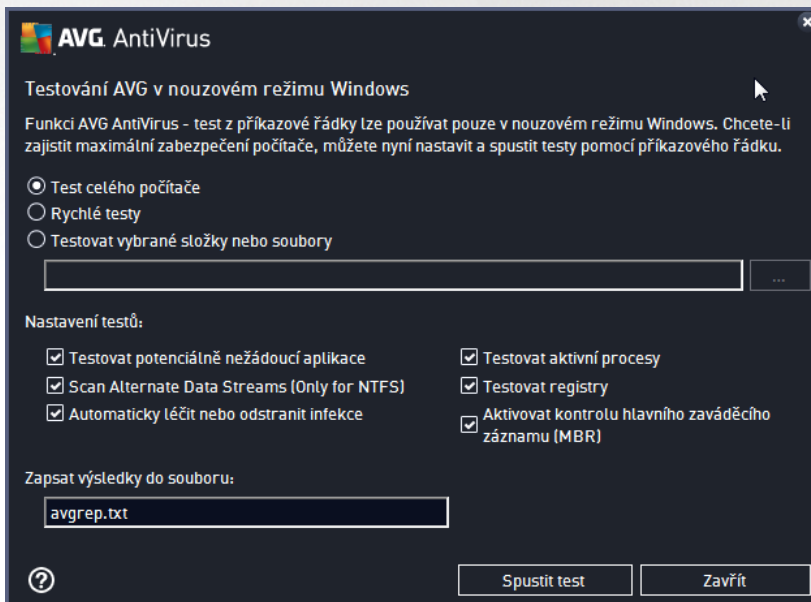 AVG. AntiVirus
Testování AVG v nouzovém režimu Windows
Funkci AVG AntiVirus - test z příkazové řádky lze používat pouze v nouzovém režimu Windows. Chcete-li
zajistit maximální zabezpečení počítače, můžete nyní nastavit a spustit testy pomocí příkazového řádku.
Test celého počítače
Rychlé testy
Testovat vybrané složky nebo soubory
...
Nastavení testů:
Testovat potenciálně nežádoucí aplikace
Testovat aktivní procesy
Scan Alternate Data Streams (Only for NTFS)
Testovat registry
Automaticky léčit nebo odstranit infekce
Aktivovat kontrolu hlavního zaváděcího
záznamu (MBR)
Zapsat výsledky do souboru:
avgrep.txt
Spustit test
Zavřít